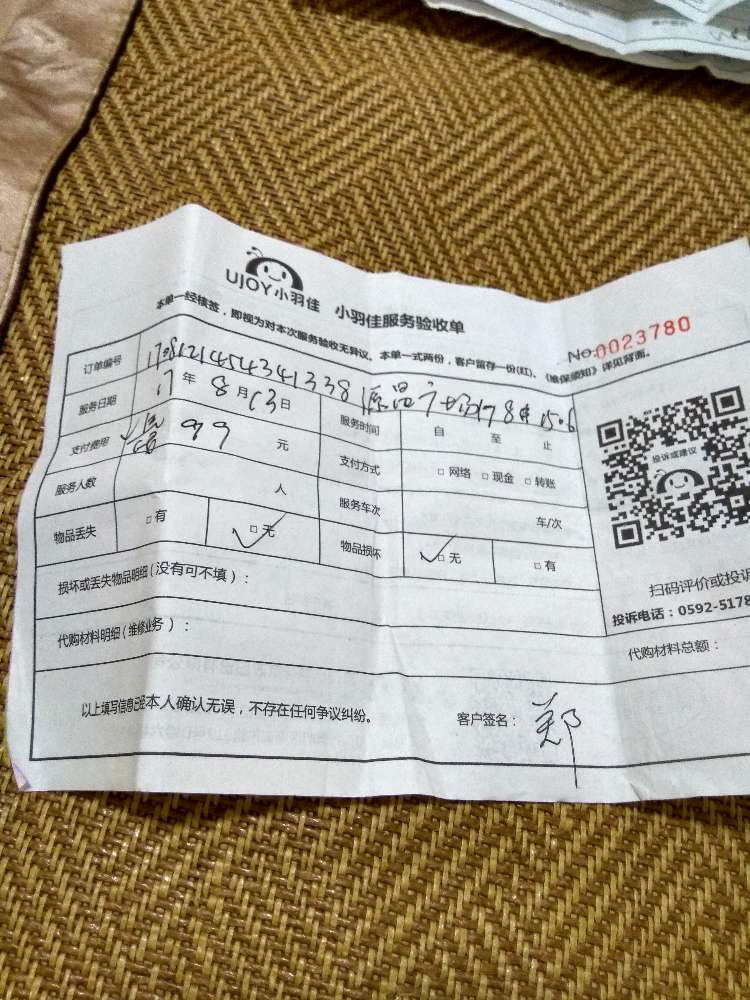 UJOY小羽佳 小羽佳服务验收单
No.0023780
本单一经核签，即视为对本次服务验收无异议。本单一式两份，客户留存一份(红)、《维保须知》详见背面。
订单编号 1708121454341338
服务日期 17年8月13日 服务时间 自 至 止
支付费用 99元 支付方式 □网络 □现金 □转账
服务人数 人 服务车次 车/次
物品丢失 □有 □无 物品损坏 □无 □有
投诉或建议
扫码评价或投诉
投诉电话：0592-5178
损坏或丢失物品明细(没有可不填)：
代购材料明细(维修业务)： 代购材料总额：
以上填写信息已经本人确认无误，不存在任何争议纠纷。 客户签名：郑